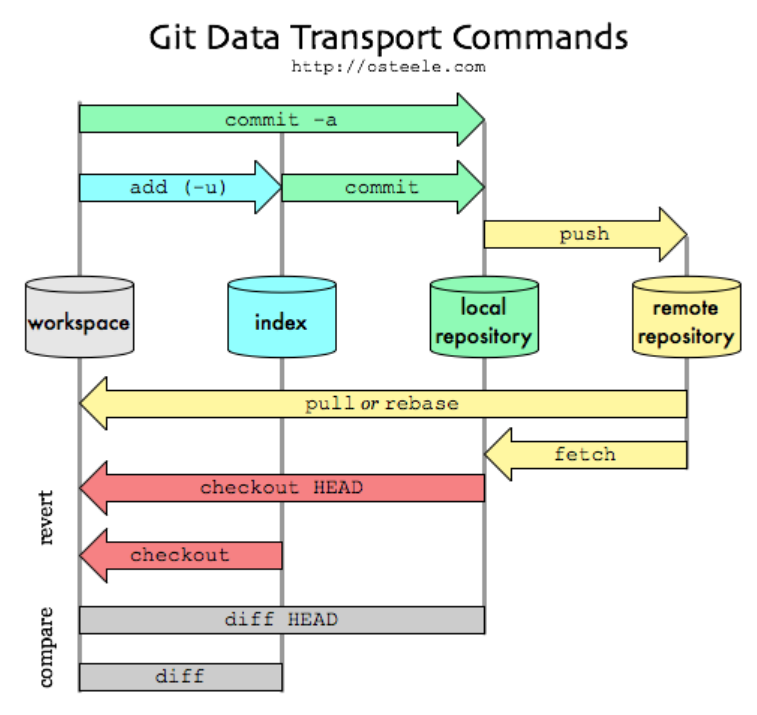 Git Data Transport Commands
http://osteele.com
commit -a
add (-u)
commit
push
workspace
index
local
repository
remote
repository
pull or rebase
fetch
revert
checkout HEAD
checkout
compare
diff HEAD
diff